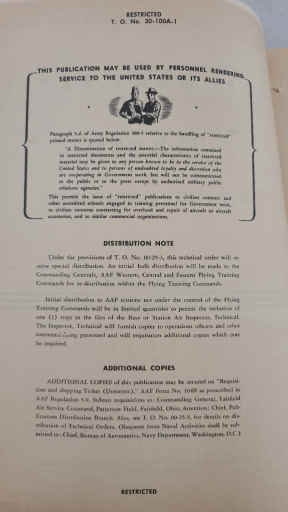 RESTRICTED
T. O. No. 30-100A-1
THIS PUBLICATION MAY BE USED BY PERSONNEL RENDERING
SERVICE TO THE UNITED STATES OR ITS ALLIES
Paragraph 5.d. of Army Regulation 380-5 relative to the handling of "restricted"
printed matter is quoted below:
"d. Dissemination of restricted matter.—The information contained
in restricted documents and the essential characteristics of restricted
material may be given to any person known to be in the service of the
United States and to persons of undoubted loyalty and discretion who
are cooperating in Government work, but will not be communicated
to the public or to the press except by authorized military public
relations agencies."
This permits the issue of "restricted" publications to civilian contract and
other accredited schools engaged in training personnel for Government work,
to civilian concerns contracting for overhaul and repair of aircraft or aircraft
accessories, and to similar commercial organizations.
DISTRIBUTION NOTE
Under the provisions of T. O. No. 00-25-3, this technical order will re-
ceive special distribution. An initial bulk distribution will be made to the
Commanding Generals, AAF Western, Central and Eastern Flying Training
Commands for re-distribution within the Flying Training Commands.
Initial distribution to AAF stations not under the control of the Flying
Training Commands will be in limited quantities to permit the inclusion of
one (1) copy in the files of the Base or Station Air Inspector, Technical.
The Inspector, Technical will furnish copies to operations officers and other
interested flying personnel and will requisition additional copies which can
be required.
ADDITIONAL COPIES
ADDITIONAL COPIES of this publication may be secured on "Requisi-
tion and shipping Ticket (Domestic)," AAF Form No. 104B as prescribed in
AAF Regulation 5-9. Submit requisitions to: Commanding General, Fairfield
Air Service Command, Patterson Field, Fairfield, Ohio, Attention: Chief, Pub-
lications Distribution Branch. Also, see T. O. No. 00-25-3, for details on dis-
tribution of Technical Orders. Obligation from Naval Activities shall be sub-
mitted to: Chief, Bureau of Aeronautics, Navy Department, Washington, D.C.)
RESTRICTED